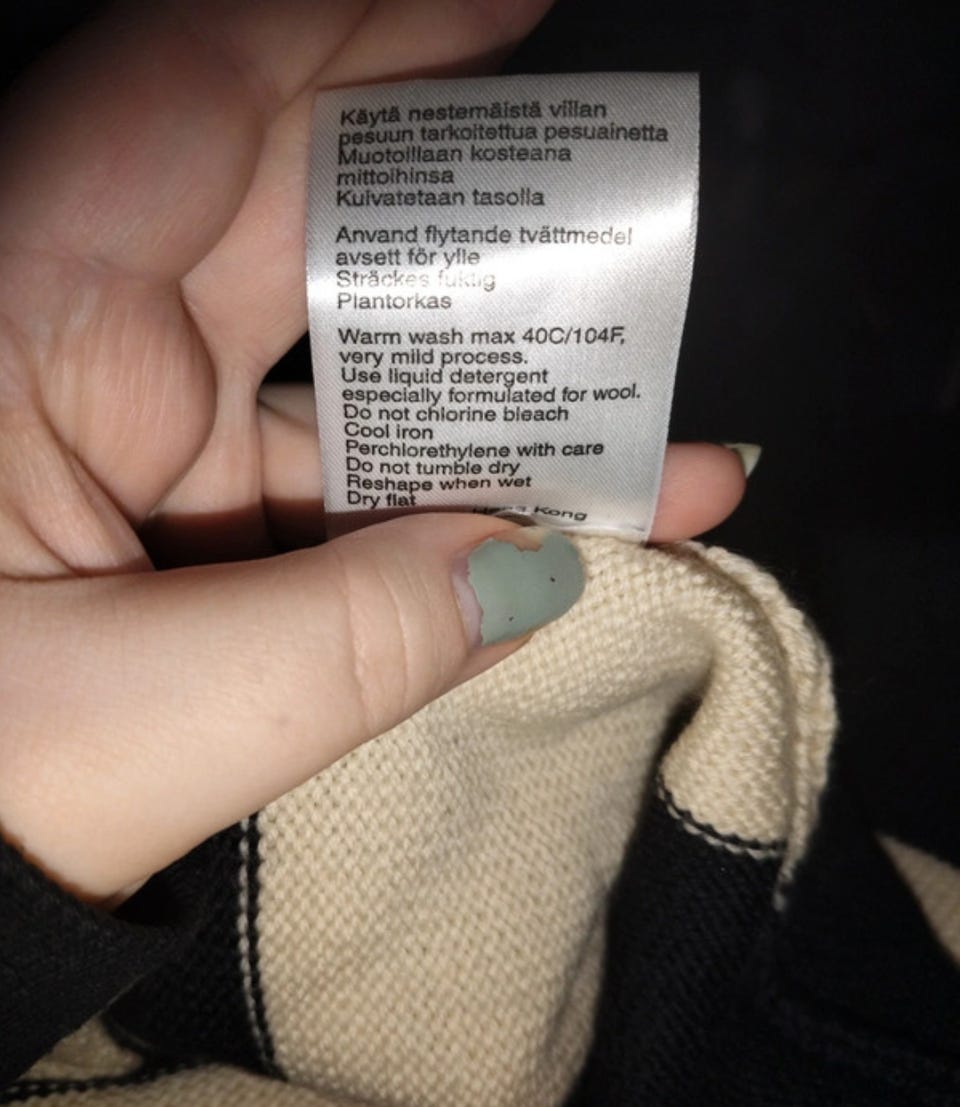 Käytä nestemäistä villan
pesuun tarkoitettua pesuainetta
Muotoillaan kosteana
mittoihinsa
Kuivatetaan tasolla
Anvand flytande tvättmedel
avsett för ylle
Sträckes fuktig
Plantorkas
Warm wash max 40C/104F,
very mild process.
Use liquid detergent
especially formulated for wool.
Do not chlorine bleach
Cool iron
Perchlorethylene with care
Do not tumble dry
Reshape when wet
Dry flat
Hong Kong